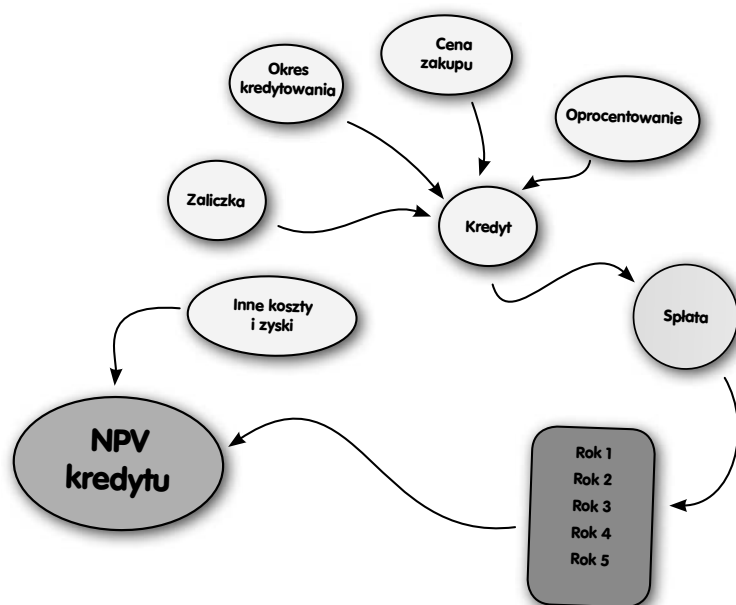 Cena
zakupu
Okres
kredytowania
Oprocentowanie
Zaliczka
Kredyt
Inne koszty
i zyski
Spłata
NPV
kredytu
Rok 1
Rok 2
Rok 3
Rok 4
Rok 5